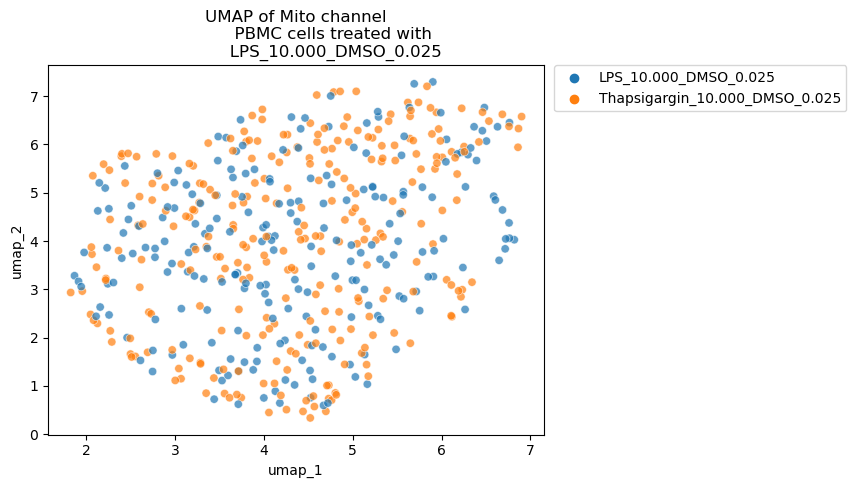 UMAP of Mito channel
PBMC cells treated with
LPS_10.000_DMSO_0.025
LPS_10.000_DMSO_0.025
Thapsigargin_10.000_DMSO_0.025
umap_2
7
6
5
4
3
2
1
0
2 3 4 5 6 7
umap_1